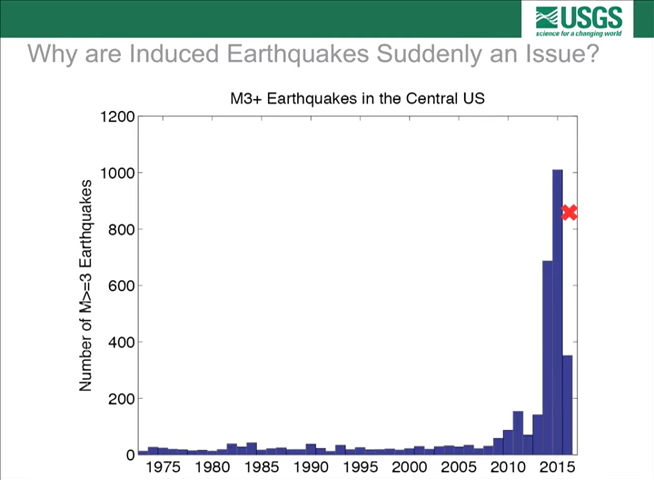 USGS
science for a changing world
Why are Induced Earthquakes Suddenly an Issue?
M3+ Earthquakes in the Central US
Number of M>=3 Earthquakes
1200
1000
800
600
400
200
0
1975 1980 1985 1990 1995 2000 2005 2010 2015